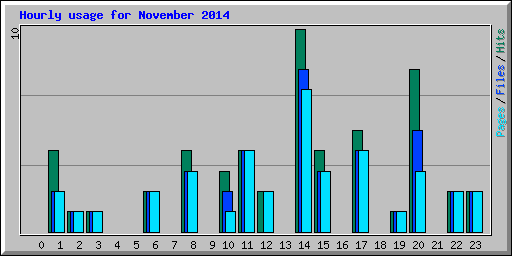 Hourly usage for November 2014
10
Pages/Files/Hits
0 1 2 3 4 5 6 7 8 9 10 11 12 13 14 15 16 17 18 19 20 21 22 23